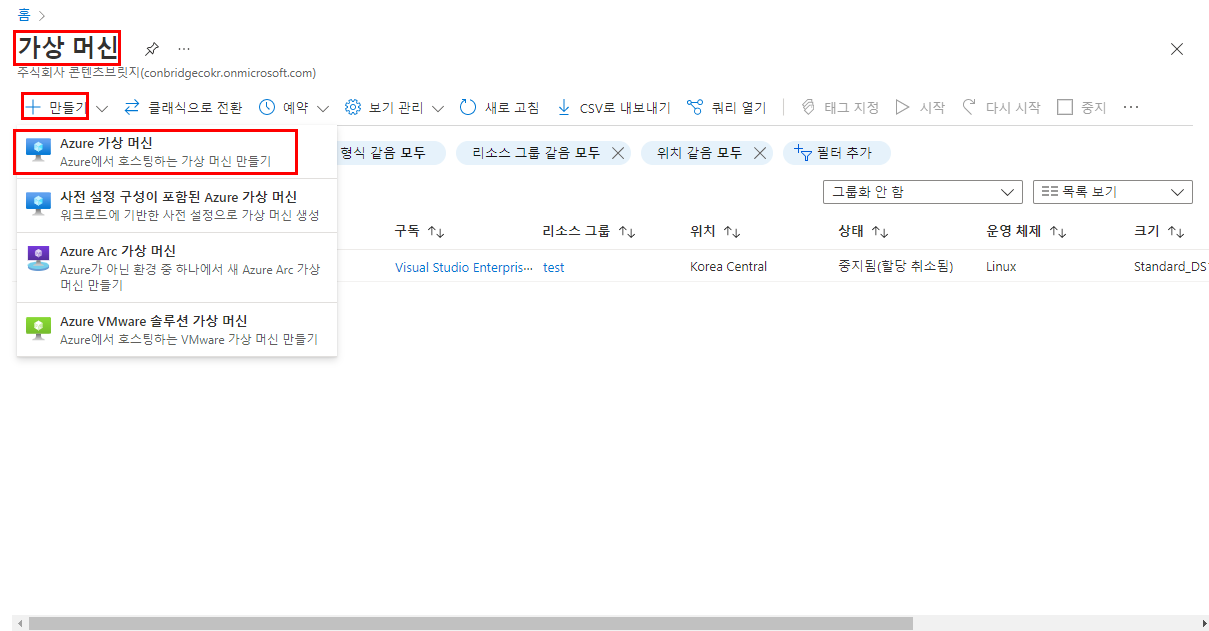 홈
가상 머신
주식회사 콘텐츠브릿지(conbridgecokr.onmicrosoft.com)
만들기 클래식으로 전환 예약 보기 관리 새로 고침 CSV로 내보내기 쿼리 열기 태그 지정 시작 다시 시작 중지 ...
Azure 가상 머신
Azure에서 호스팅하는 가상 머신 만들기
형식 같음 모두 리소스 그룹 같음 모두 위치 같음 모두 필터 추가
사전 설정 구성이 포함된 Azure 가상 머신
워크로드에 기반한 사전 설정으로 가상 머신 생성
그룹화 안 함 목록 보기
구독 리소스 그룹 위치 상태 운영 체제 크기
Visual Studio Enterpris... test Korea Central 중지됨(할당 취소됨) Linux Standard_DS1
Azure Arc 가상 머신
Azure가 아닌 환경 중 하나에서 새 Azure Arc 가상
머신 만들기
Azure VMware 솔루션 가상 머신
Azure에서 호스팅하는 VMware 가상 머신 만들기